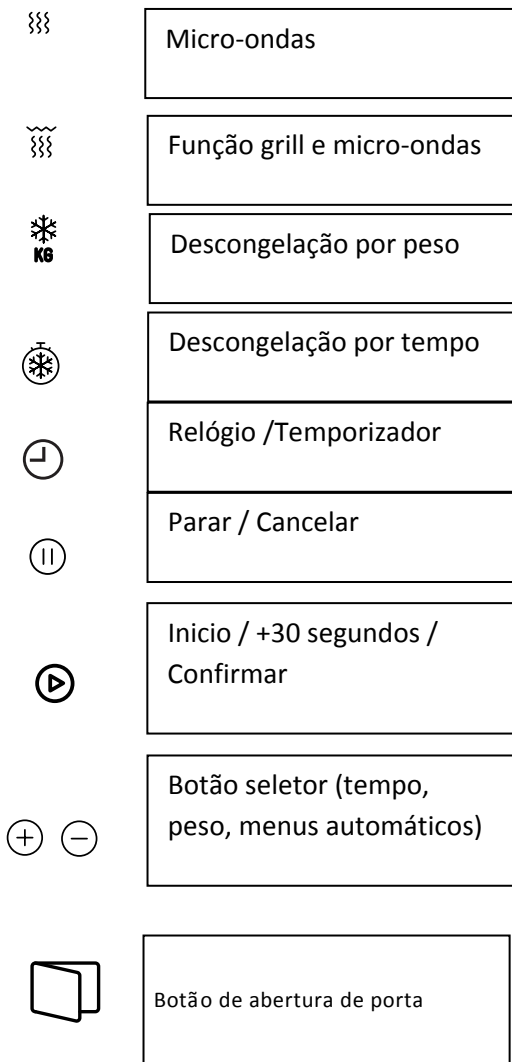 Micro-ondas
Função grill e micro-ondas
KG
Descongelação por peso
Descongelação por tempo
Relógio /Temporizador
Parar / Cancelar
Inicio / +30 segundos /
Confirmar
Botão seletor (tempo,
peso, menus automáticos)
Botão de abertura de porta